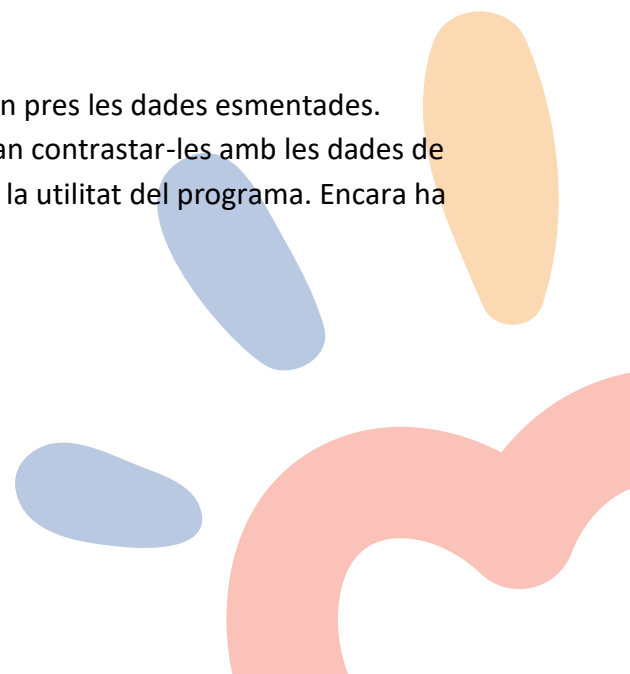 n pres les dades esmentades.
an contrastar-les amb les dades de
la utilitat del programa. Encara ha